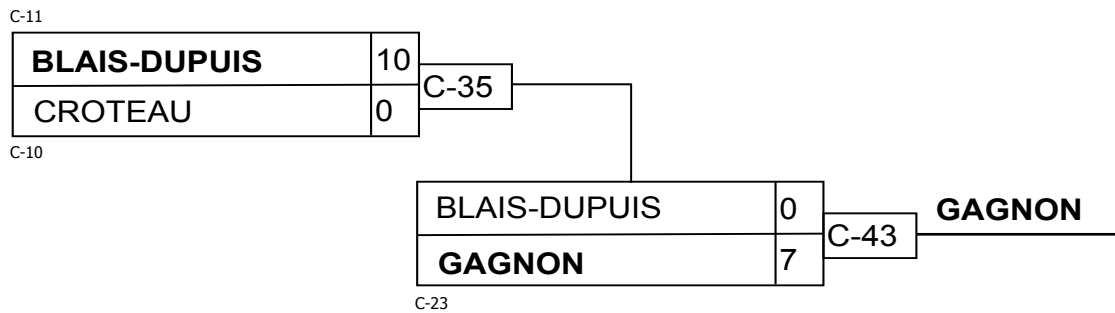 C-11
BLAIS-DUPUIS 10
C-35
CROTEAU 0
C-10
BLAIS-DUPUIS 0
C-43
GAGNON
GAGNON 7
C-23